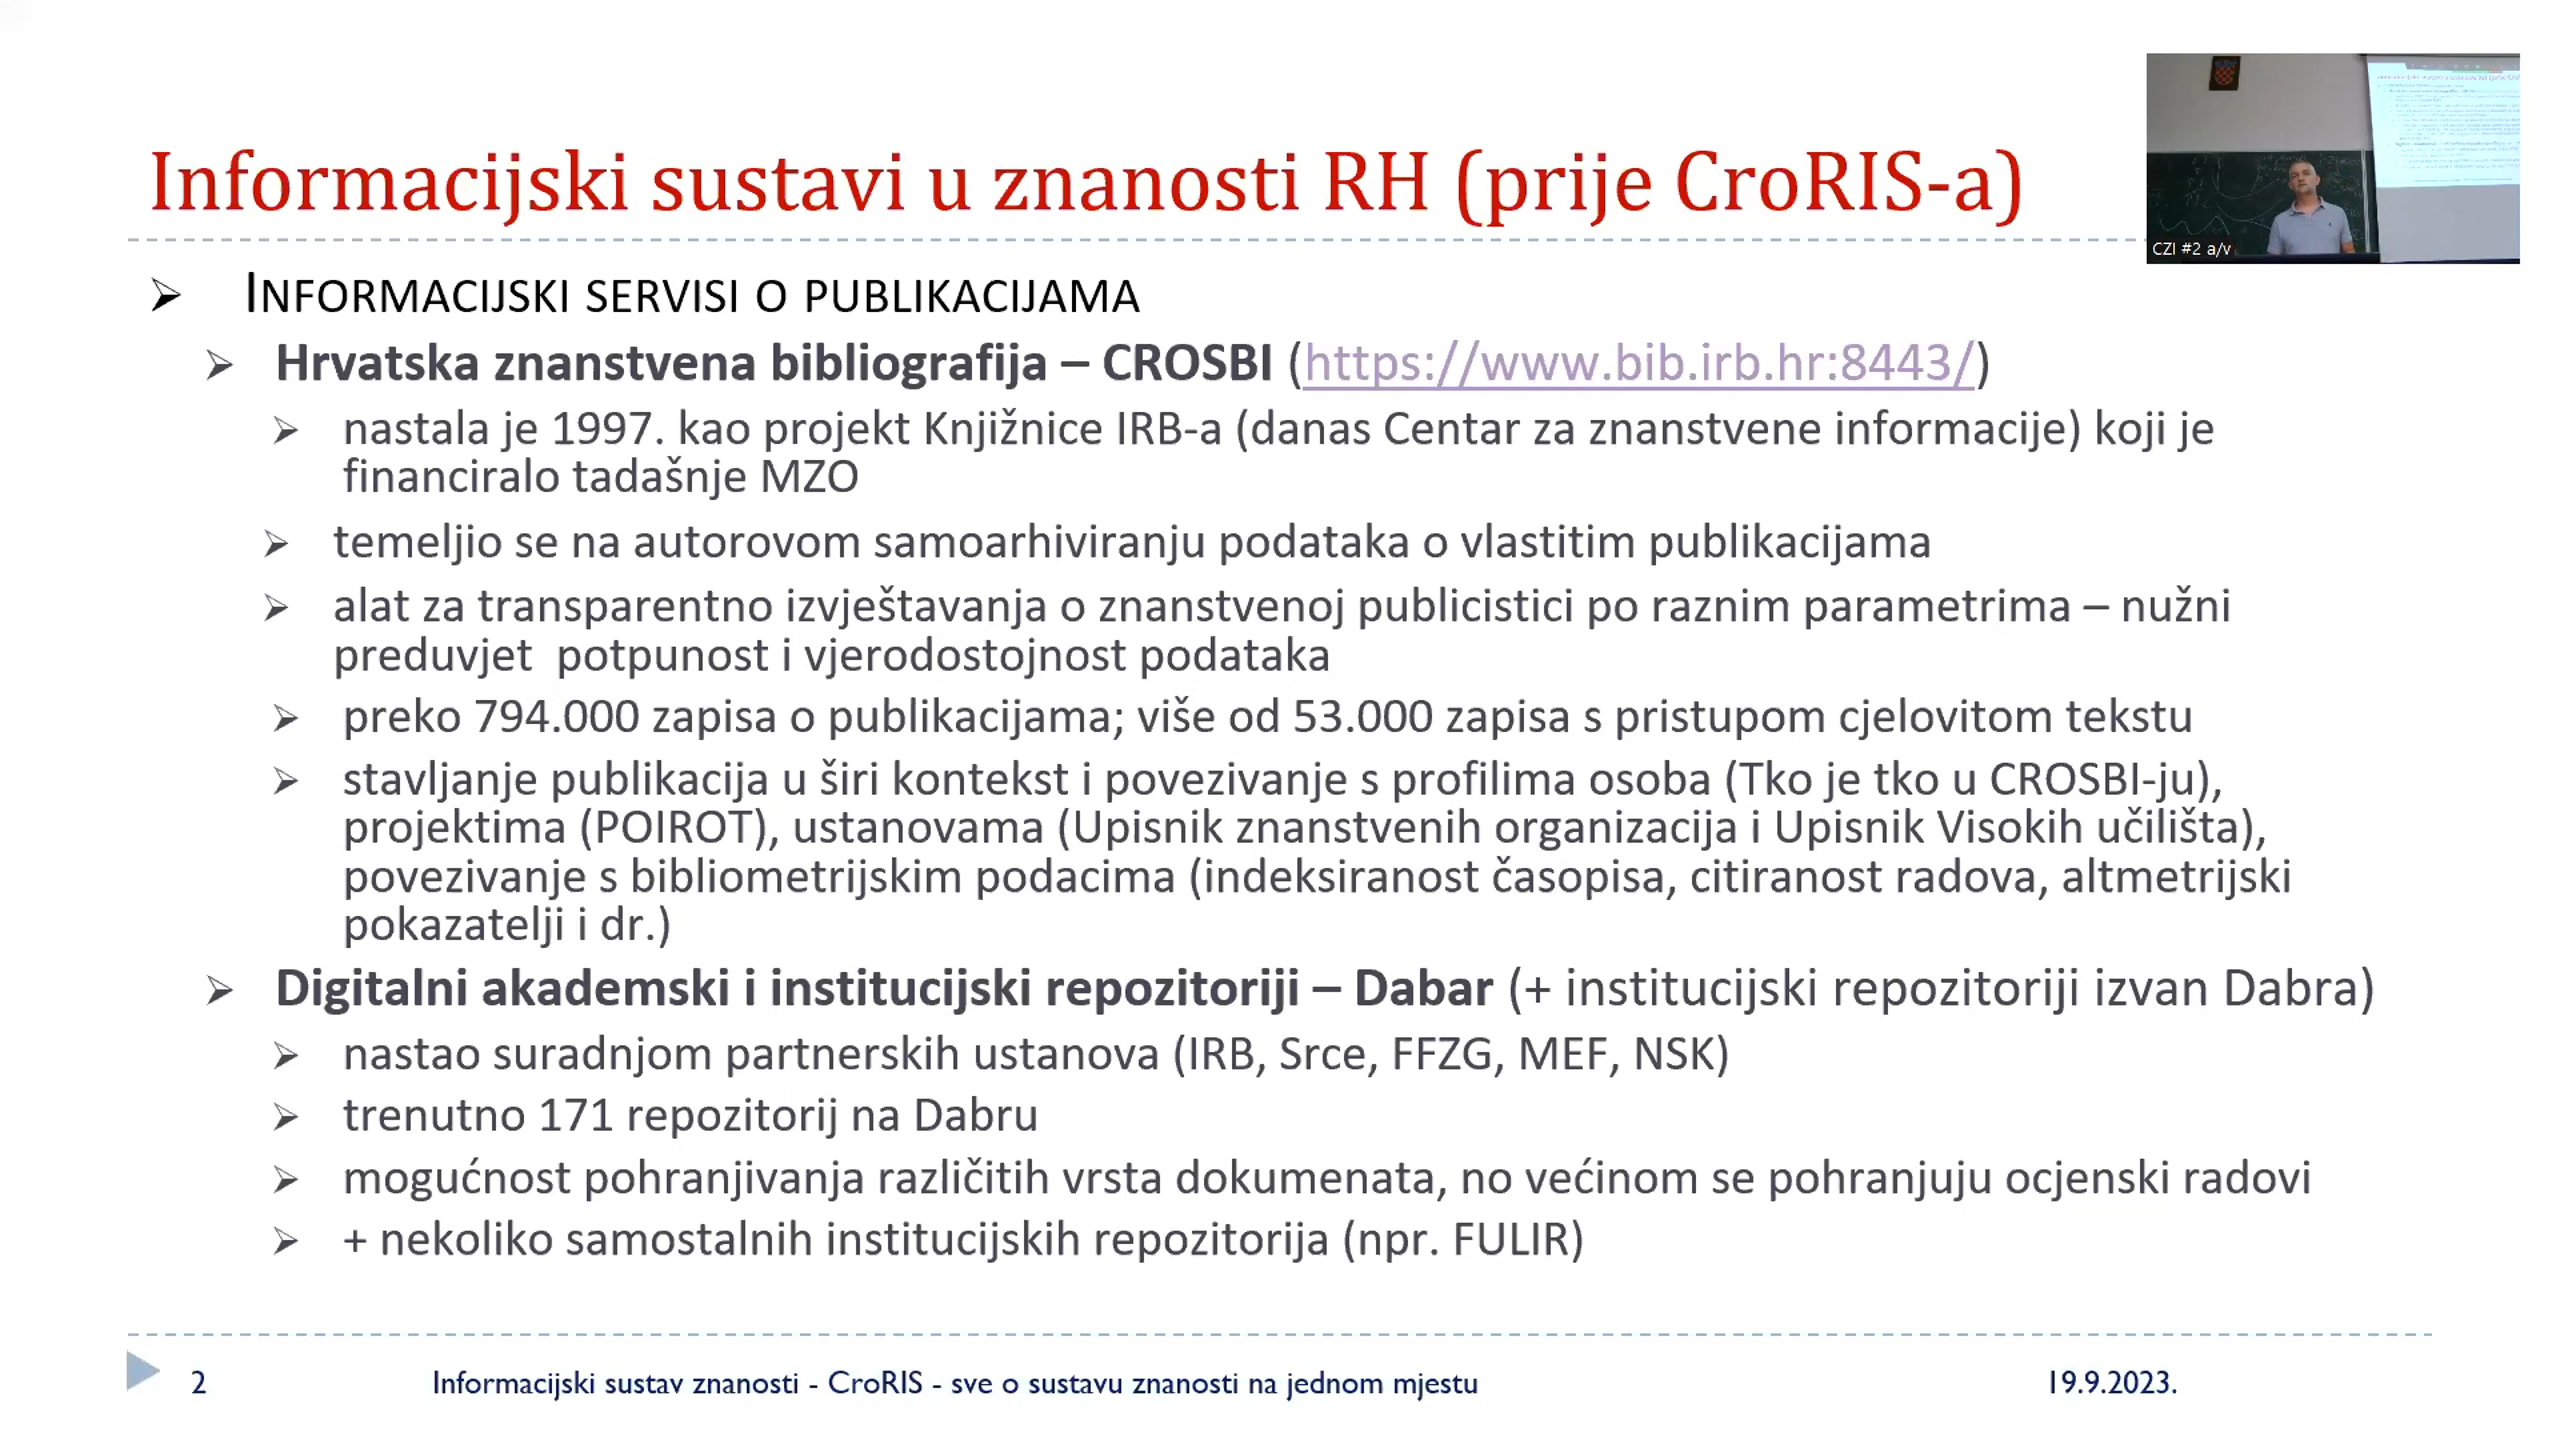 Informacijski sustavi u znanosti RH (prije CroRIS-a)
CZI #2 a/v
➢ INFORMACIJSKI SERVISI O PUBLIKACIJAMA
➢ Hrvatska znanstvena bibliografija – CROSBI (https://www.bib.irb.hr:8443/)
➢ nastala je 1997. kao projekt Knjižnice IRB-a (danas Centar za znanstvene informacije) koji je
financiralo tadašnje MZO
➢ temeljio se na autorovom samoarhiviranju podataka o vlastitim publikacijama
➢ alat za transparentno izvještavanja o znanstvenoj publicistici po raznim parametrima – nužni
preduvjet  potpunost i vjerodostojnost podataka
➢ preko 794.000 zapisa o publikacijama; više od 53.000 zapisa s pristupom cjelovitom tekstu
➢ stavljanje publikacija u širi kontekst i povezivanje s profilima osoba (Tko je tko u CROSBI-ju),
projektima (POIROT), ustanovama (Upisnik znanstvenih organizacija i Upisnik Visokih učilišta),
povezivanje s bibliometrijskim podacima (indeksiranost časopisa, citiranost radova, altmetrijski
pokazatelji i dr.)
➢ Digitalni akademski i institucijski repozitoriji – Dabar (+ institucijski repozitoriji izvan Dabra)
➢ nastao suradnjom partnerskih ustanova (IRB, Srce, FFZG, MEF, NSK)
➢ trenutno 171 repozitorij na Dabru
➢ mogućnost pohranjivanja različitih vrsta dokumenata, no većinom se pohranjuju ocjenski radovi
➢ + nekoliko samostalnih institucijskih repozitorija (npr. FULIR)
2 Informacijski sustav znanosti - CroRIS - sve o sustavu znanosti na jednom mjestu 19.9.2023.